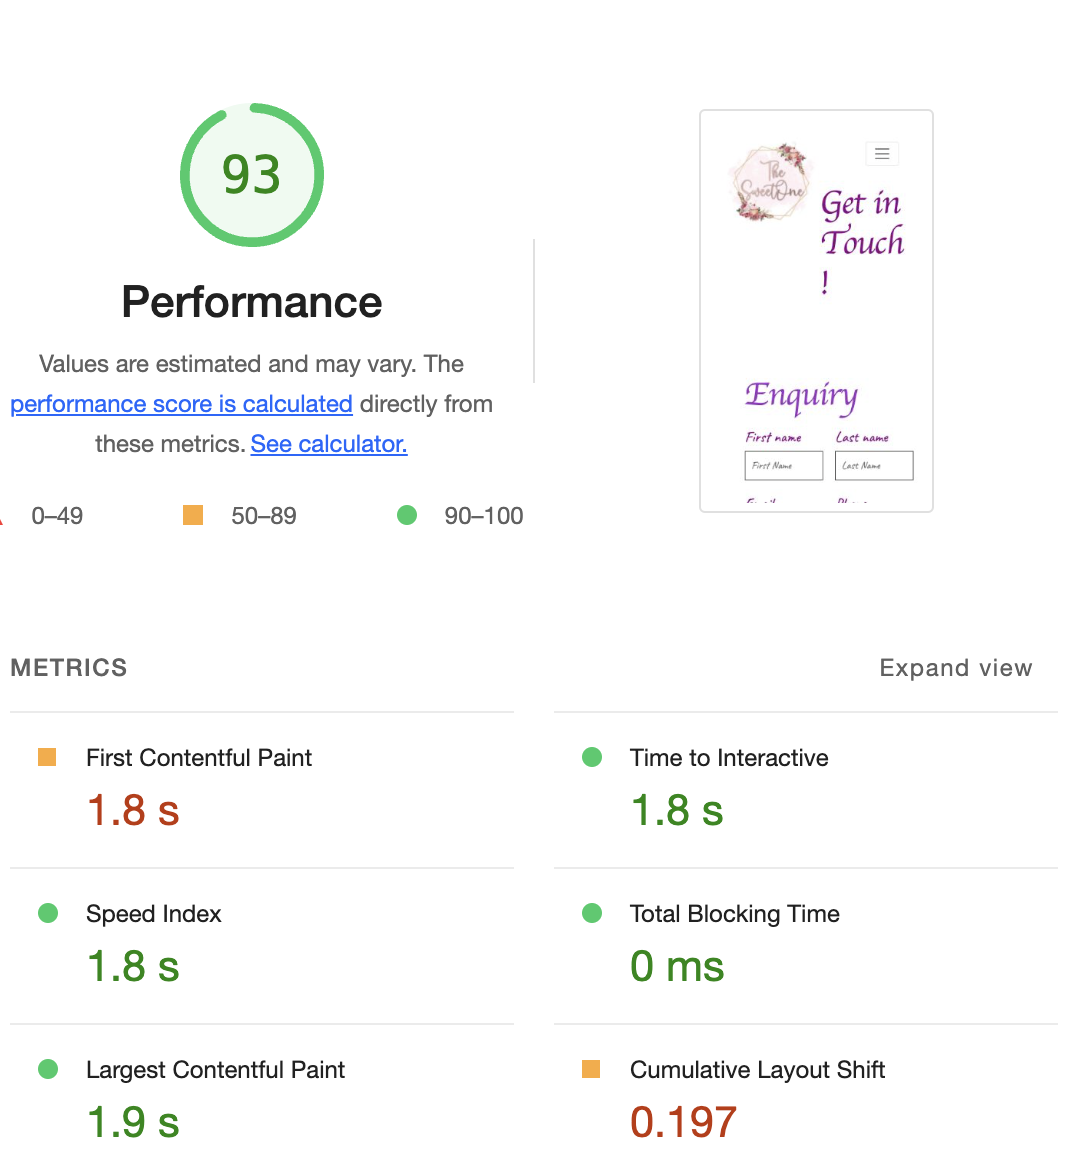 93
Performance
Values are estimated and may vary. The
performance score is calculated directly from
these metrics. See calculator.
0–49
50–89
90–100
The
SweetOne
Get in
Touch
!
Enquiry
First name
Last name
First Name
Last Name
METRICS
Expand view
First Contentful Paint
1.8 s
Time to Interactive
1.8 s
Speed Index
1.8 s
Total Blocking Time
0 ms
Largest Contentful Paint
1.9 s
Cumulative Layout Shift
0.197